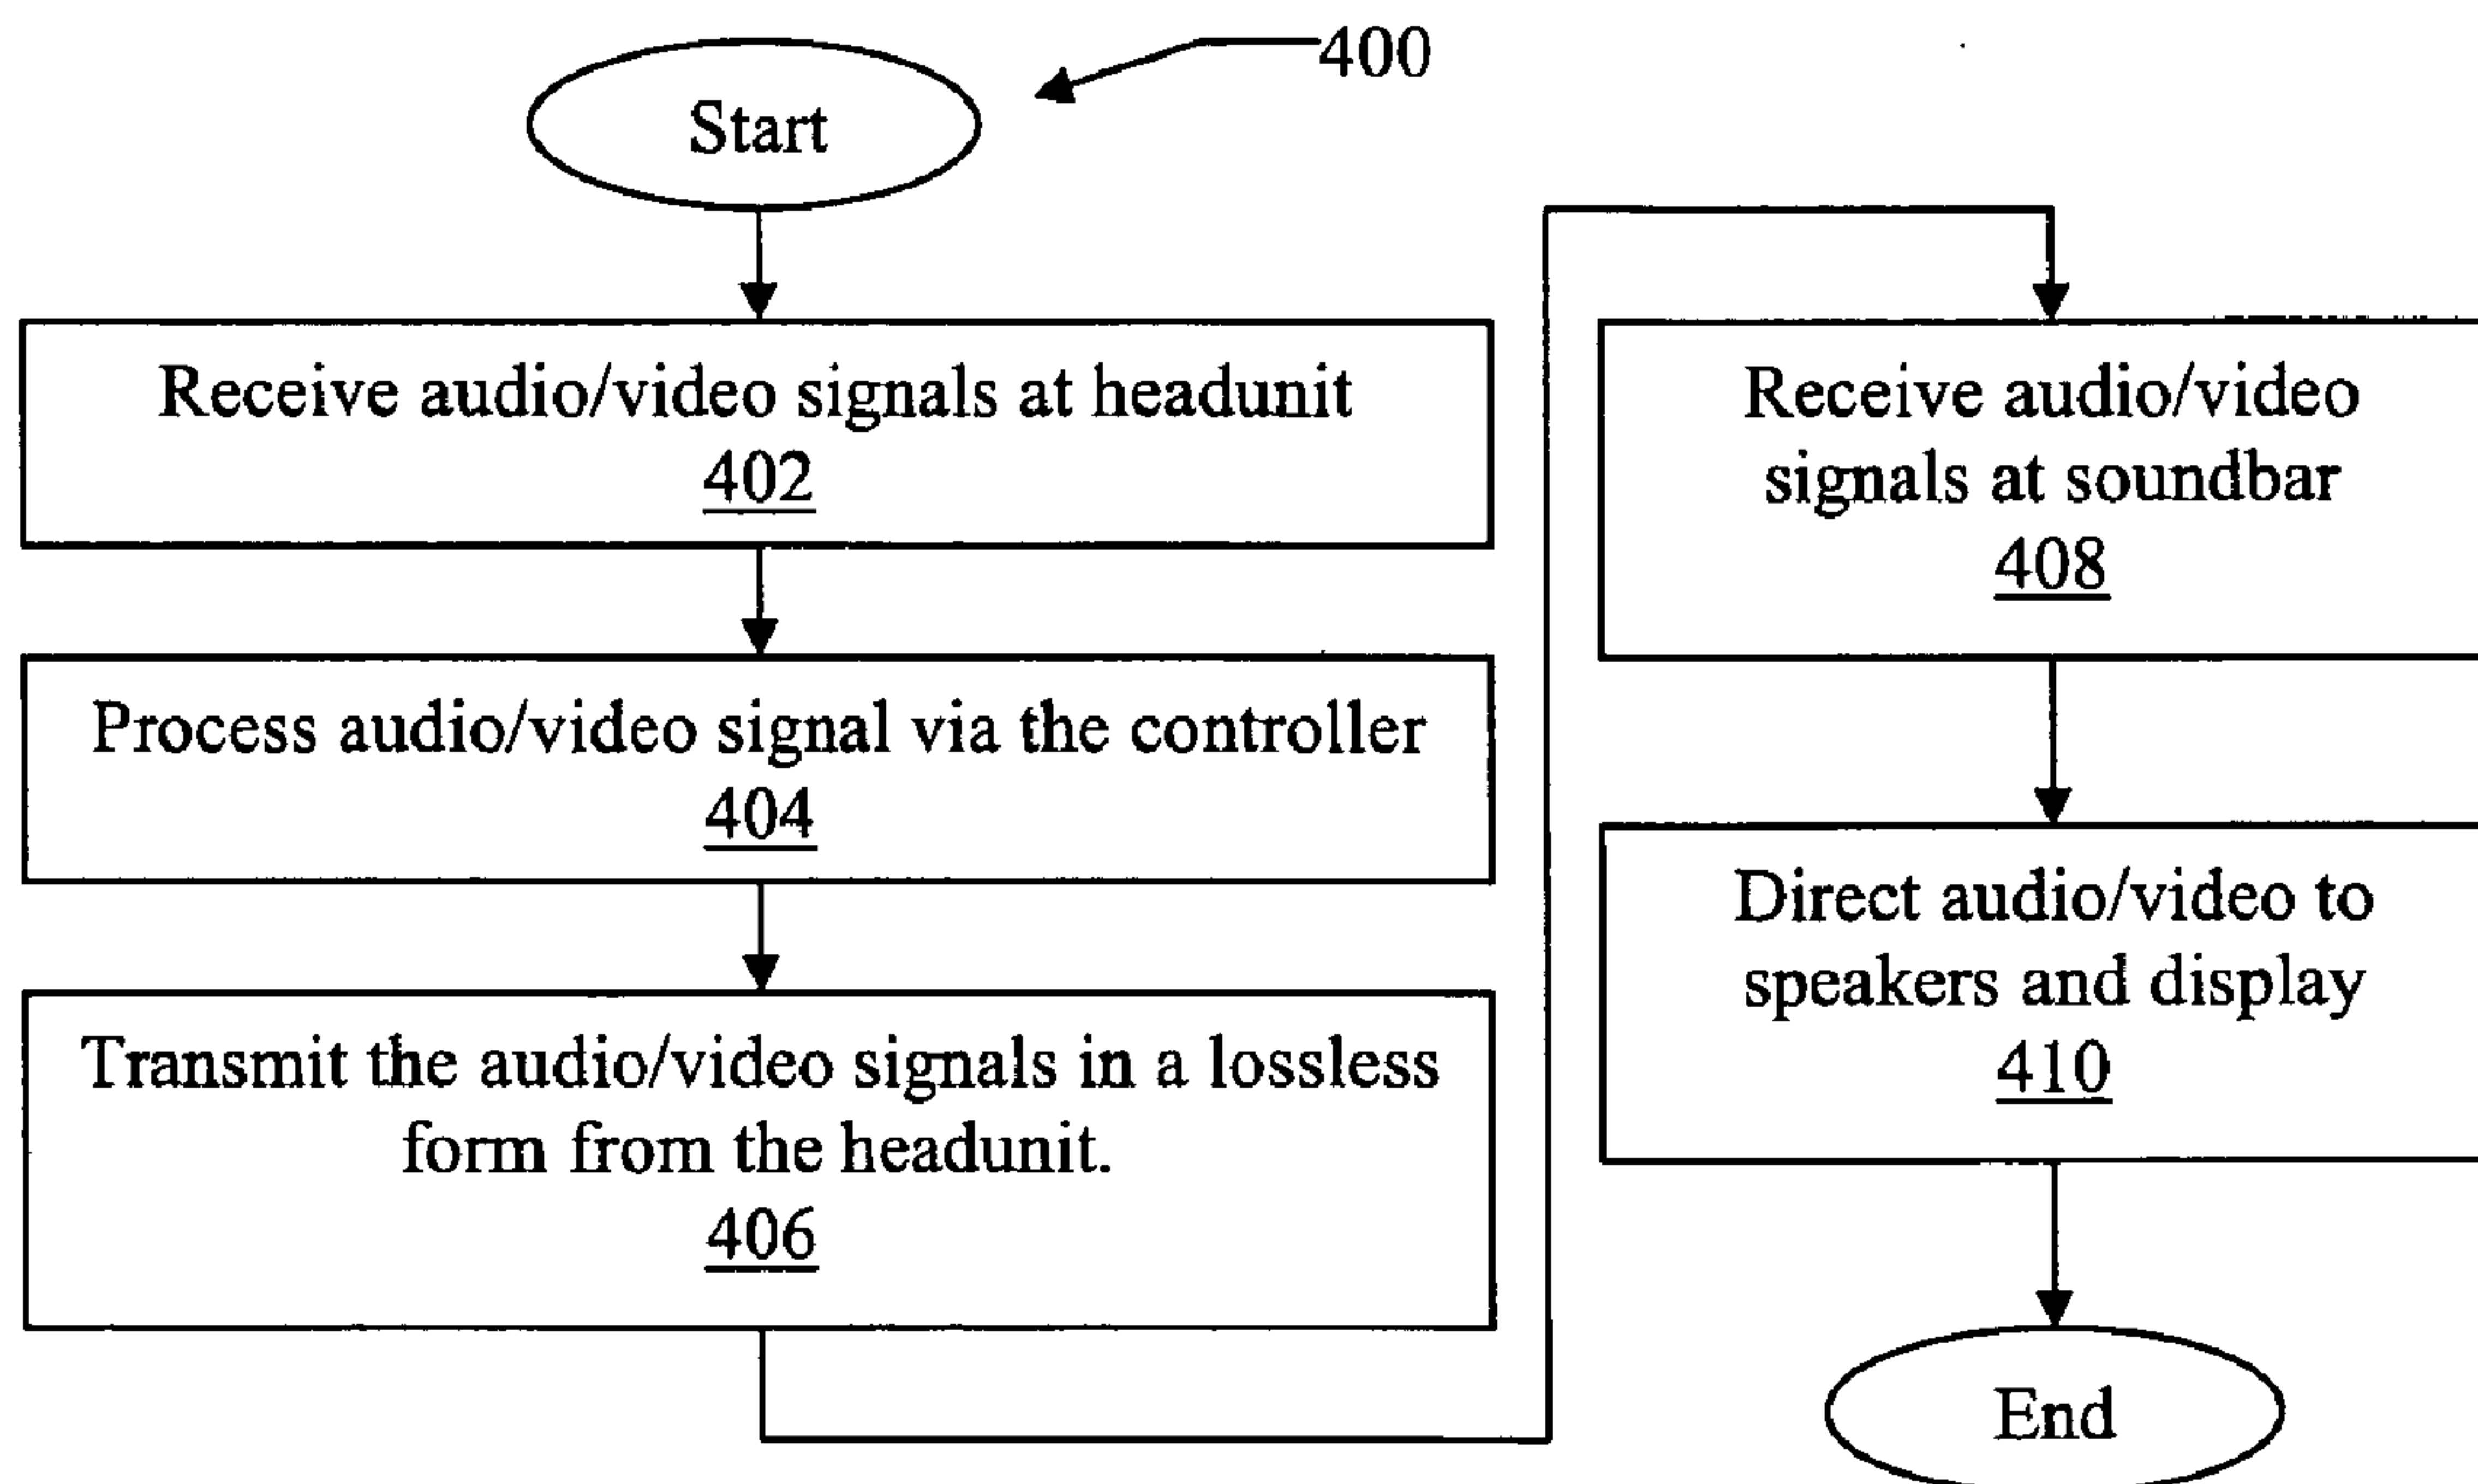 400
Start
Receive audio/video signals at headunit
402
Process audio/video signal via the controller
404
Transmit the audio/video signals in a lossless
form from the headunit.
406
Receive audio/video
signals at soundbar
408
Direct audio/video to
speakers and display
410
End